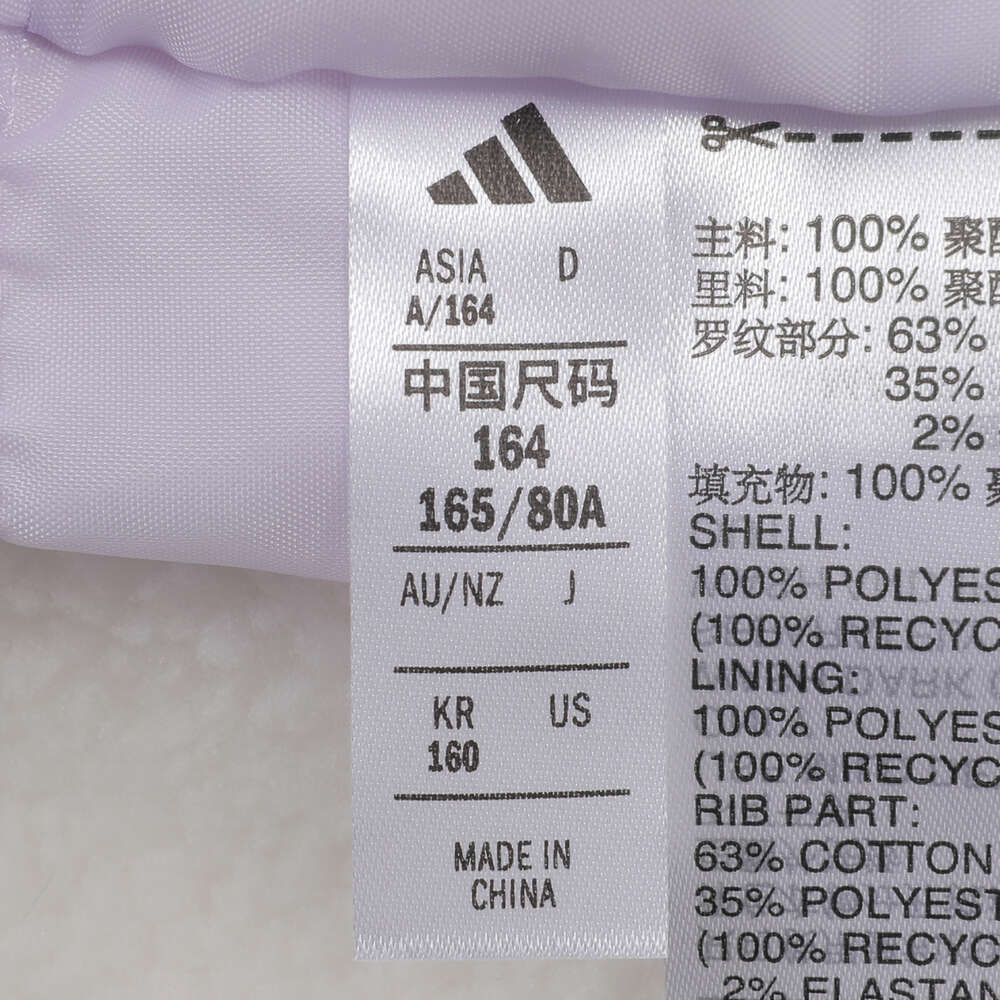 ASIA D
A/164
中国尺码
164
165/80A
AU/NZ J
KR US
160
MADE IN
CHINA
主料: 100% 聚
里料: 100% 聚
罗纹部分: 63%
35%
2%
填充物: 100%
SHELL:
100% POLYES
(100% RECYC
LINING:
100% POLYES
(100% RECYC
RIB PART:
63% COTTON
35% POLYEST
(100% RECYC
2% ELASTAN